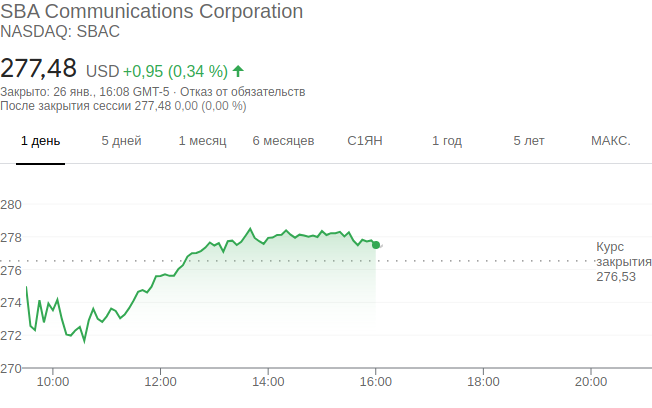 SBA Communications Corporation
NASDAQ: SBAC
277,48 USD +0,95 (0,34 %)
Закрыто: 26 янв., 16:08 GMT-5 · Отказ от обязательств
После закрытия сессии 277,48 0,00 (0,00 %)
1 день 5 дней 1 месяц 6 месяцев С1ЯН 1 год 5 лет МАКС.
280
278
276
274
272
270
Курс
закрытия
276,53
10:00 12:00 14:00 16:00 18:00 20:00